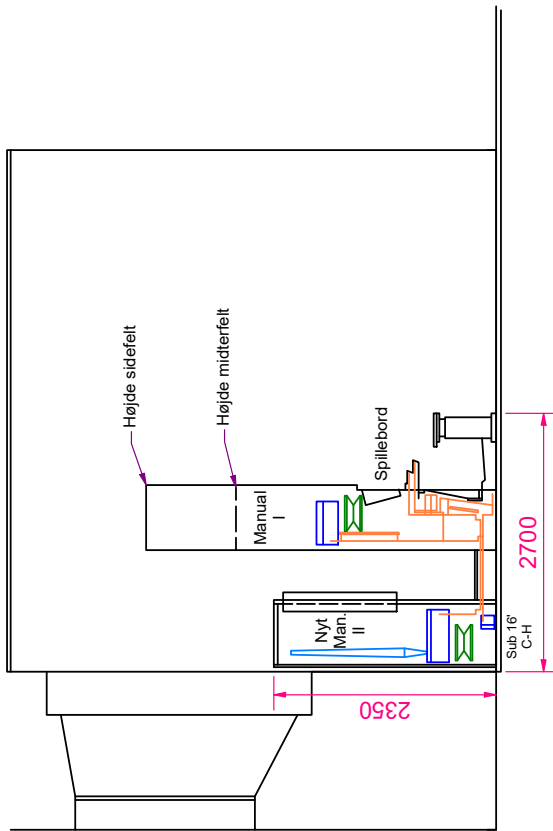 Højde sidefelt
Højde midterfelt
Manual
I
Spillebord
Nyt
Man.
II
Sub 16'
C-H
2350
2700